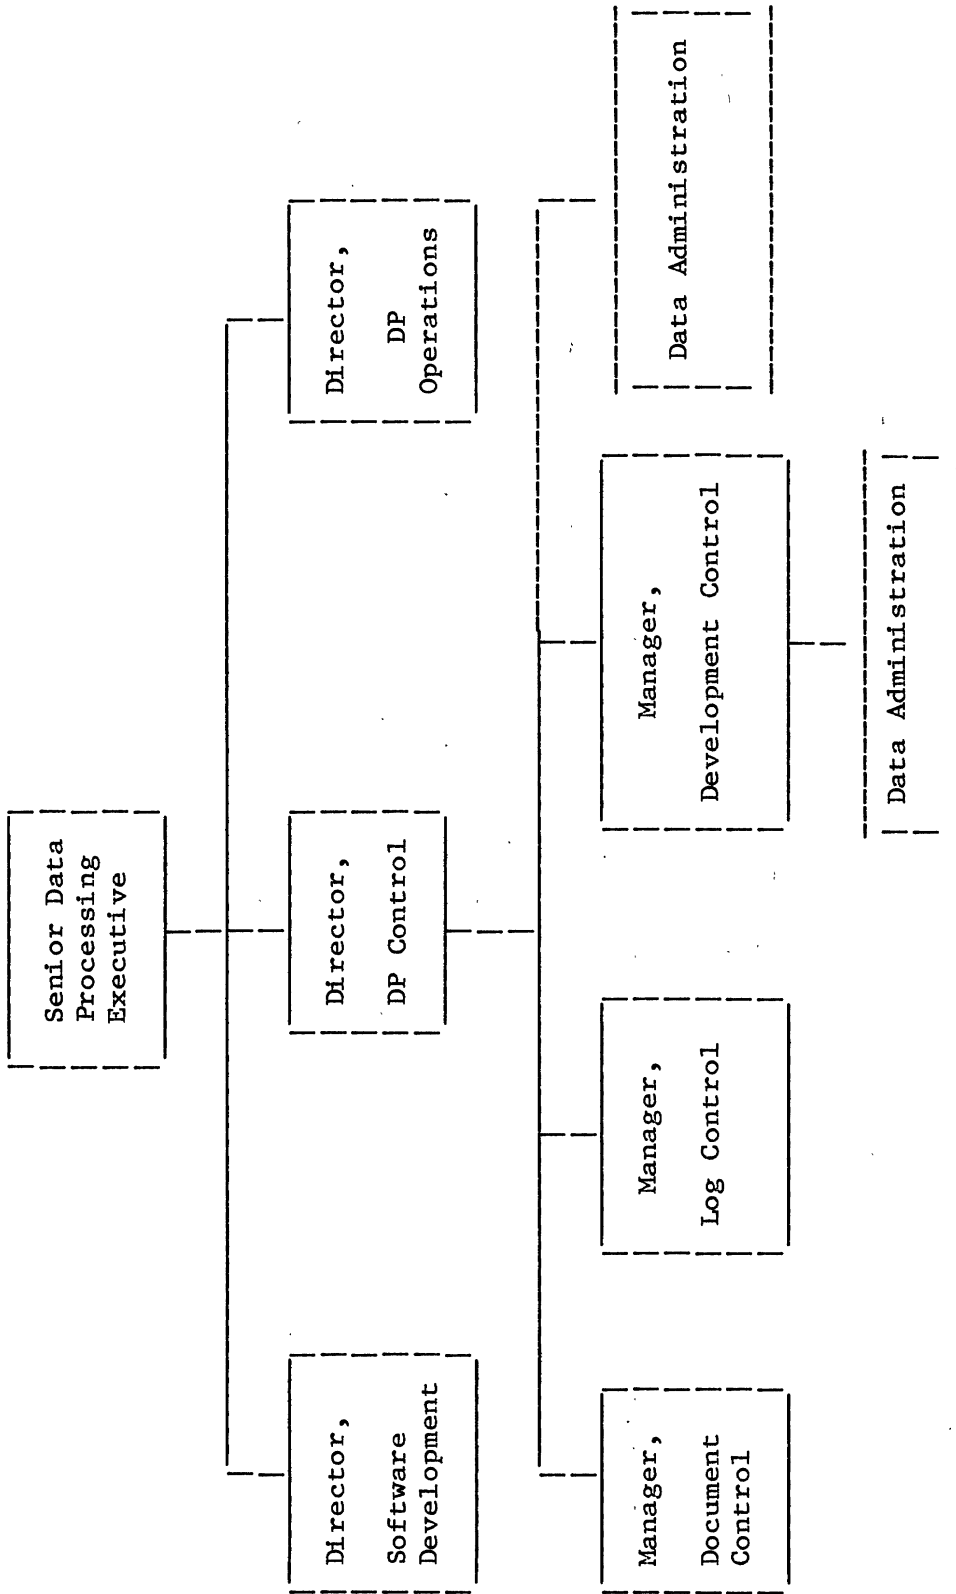 Senior Data
Processing
Executive
Director,
Software
Development
Director,
DP Control
Director,
DP
Operations
Manager,
Document
Control
Manager,
Log Control
Manager,
Development Control
Data Administration
Data Administration